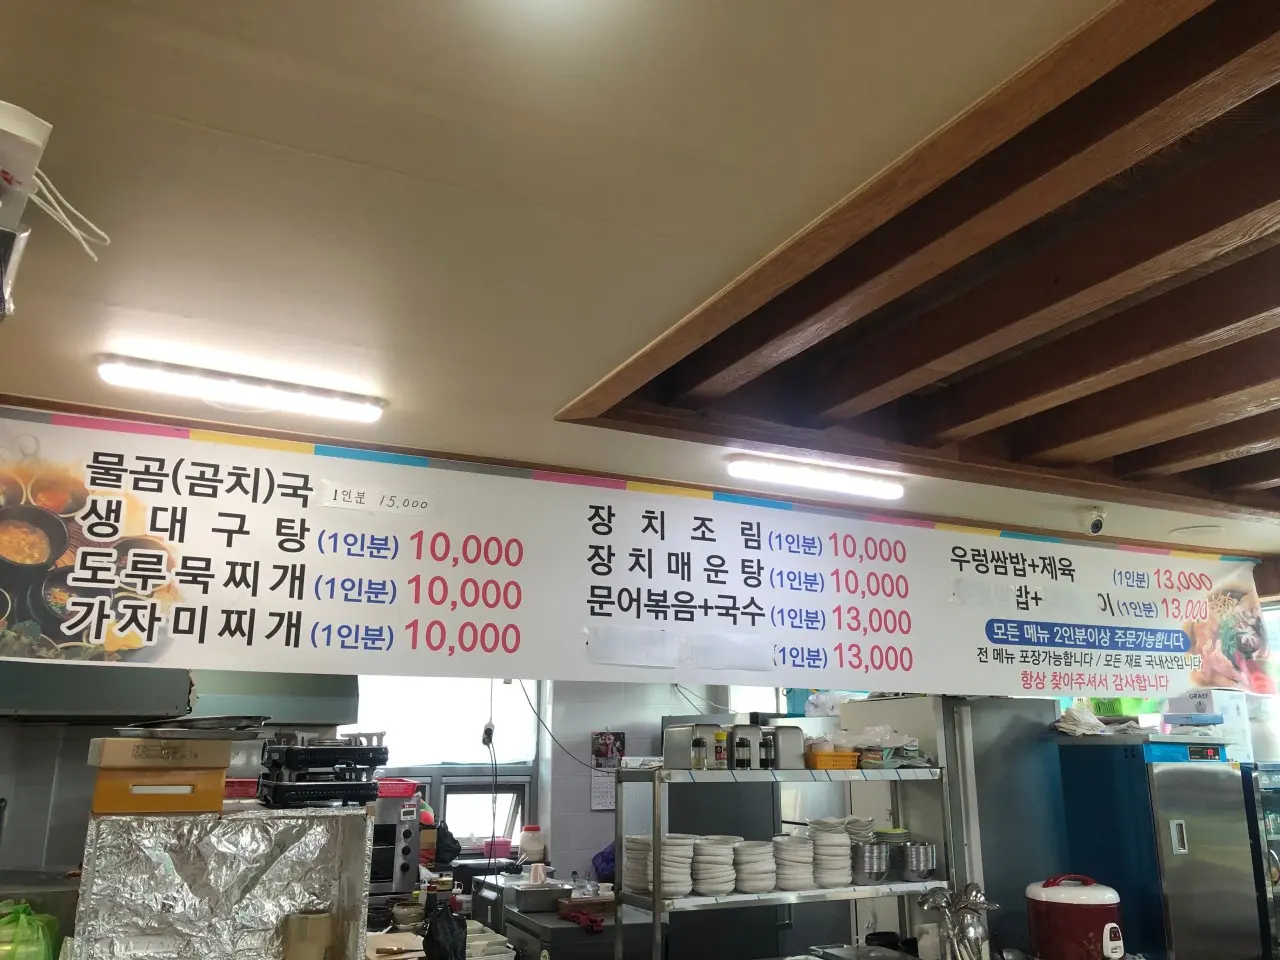 물곰(곰치)국 1인분 15,000
생대구탕 (1인분) 10,000
도루묵찌개 (1인분) 10,000
가자미찌개 (1인분) 10,000
장치조림 (1인분) 10,000
장치매운탕 (1인분) 10,000
문어볶음+국수 (1인분) 13,000
(1인분) 13,000
우렁쌈밥+제육 (1인분) 13,000
밥+ (1인분) 13,000
모든 메뉴 2인분이상 주문가능합니다
전 메뉴 포장가능합니다 / 모든 재료 국내산입니다
항상 찾아주셔서 감사합니다